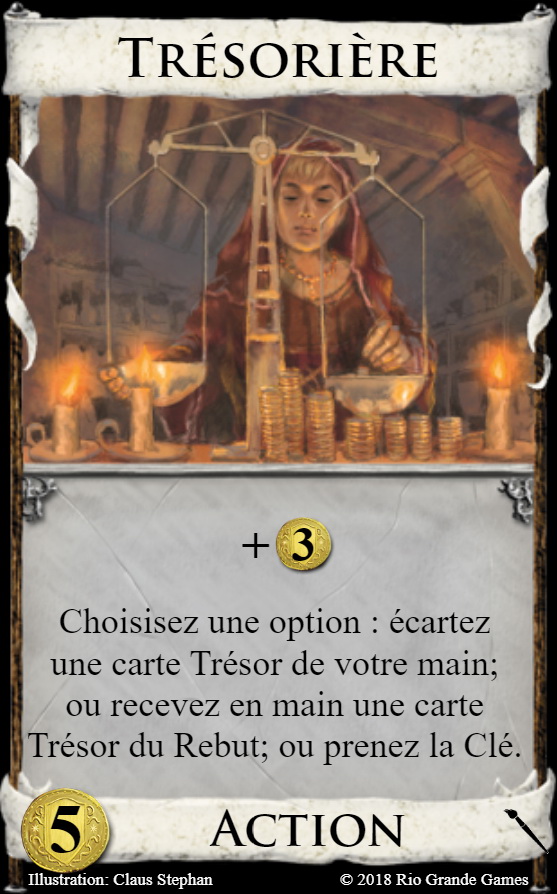 Trésorière
+3
Choisisez une option : écartez
une carte Trésor de votre main;
ou recevez en main une carte
Trésor du Rebut; ou prenez la Clé.
5
Action
Illustration: Claus Stephan
© 2018 Rio Grande Games